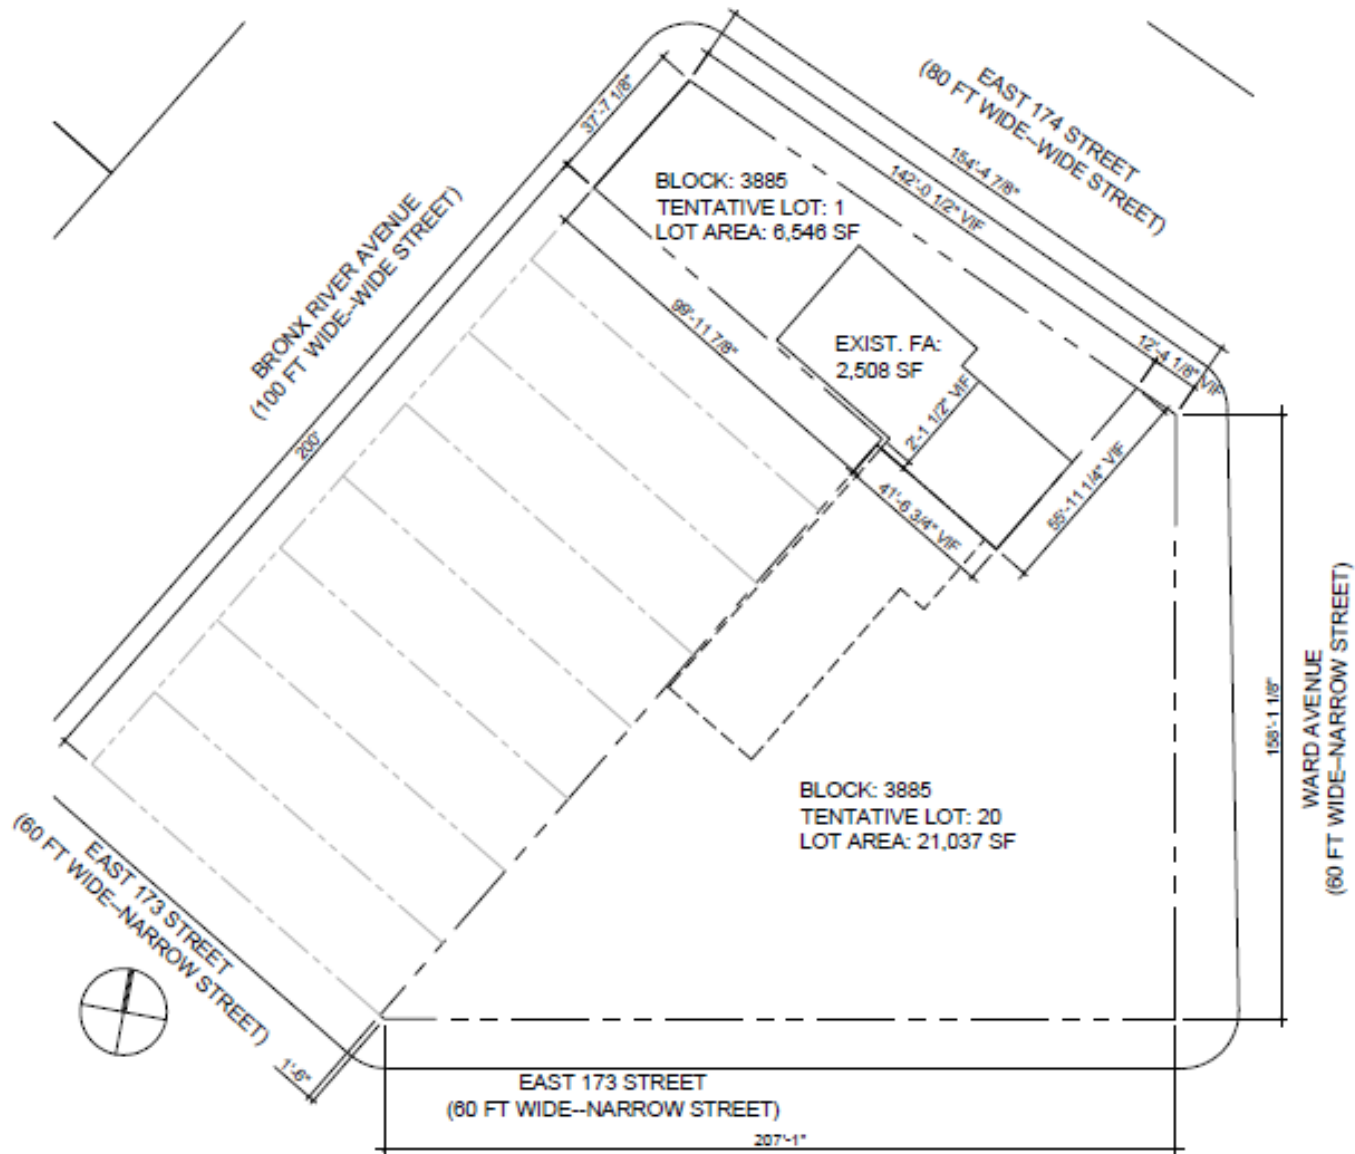 EAST 174 STREET
(80 FT WIDE--WIDE STREET)
37'-7 1/8"
154'-4 7/8"
142'-0 1/2" VIF
BLOCK: 3885
TENTATIVE LOT: 1
LOT AREA: 6,546 SF
BRONX RIVER AVENUE
(100 FT WIDE--WIDE STREET)
99'-11 7/8"
EXIST. FA:
2,508 SF
12'-4 1/8" VIF
2'-1 1/2" VIF
200'
41'-6 3/4" VIF
55'-11 1/4" VIF
158'-1 1/8"
WARD AVENUE
(60 FT WIDE--NARROW STREET)
BLOCK: 3885
TENTATIVE LOT: 20
LOT AREA: 21,037 SF
EAST 173 STREET
(60 FT WIDE--NARROW STREET)
1'-6"
EAST 173 STREET
(60 FT WIDE--NARROW STREET)
207'-1"